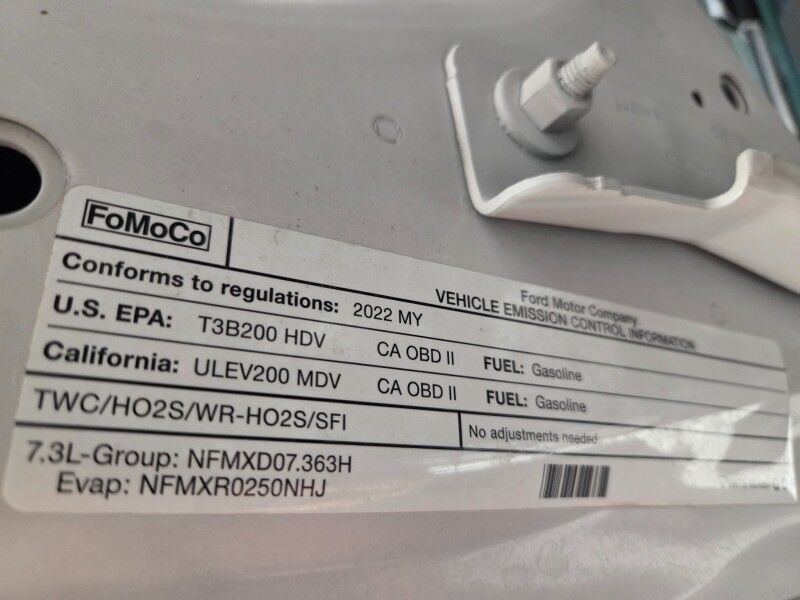 FoMoCo
Ford Motor Company
VEHICLE EMISSION CONTROL INFORMATION
Conforms to regulations: 2022 MY
U.S. EPA: T3B200 HDV CA OBD II FUEL: Gasoline
California: ULEV200 MDV CA OBD II FUEL: Gasoline
TWC/HO2S/WR-HO2S/SFI
No adjustments needed
7.3L-Group: NFMXD07.363H
Evap: NFMXR0250NHJ